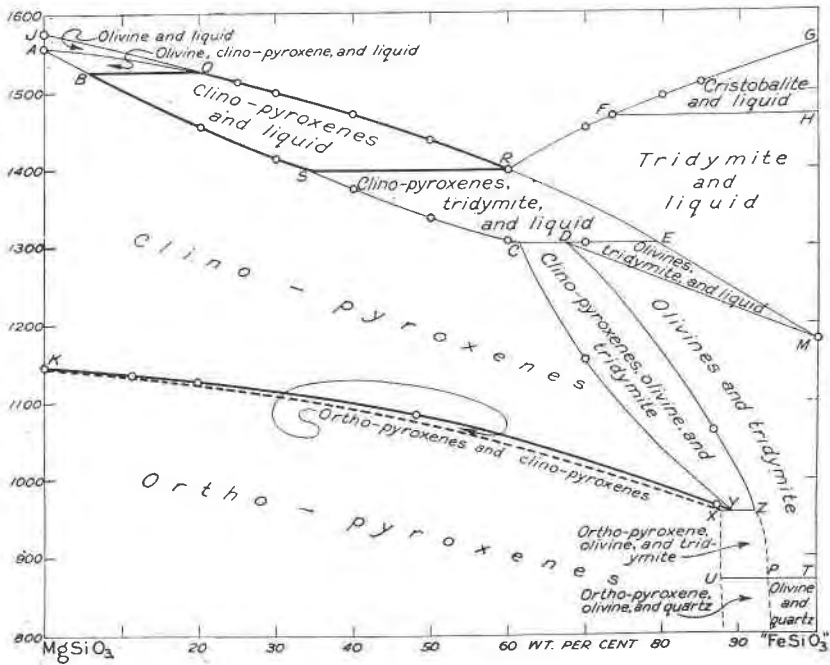 1600
J
Olivine and liquid
G
A
Olivine, clino-pyroxene, and liquid
B
Q
1500
Clino-pyroxenes
and liquid
Cristobalite
and liquid
F
H
R
1400
S
Clino-pyroxenes,
tridymite,
and liquid
Tridymite
and
liquid
1300
C
D
E
Olivines,
tridymite, and liquid
Clino-pyroxenes
Clino-pyroxenes, olivine, and
tridymite
Olivines and tridymite
M
1200
K
1100
Ortho-pyroxenes and clino-pyroxenes
1000
Ortho-pyroxenes
X
Y
Z
Ortho-pyroxene,
olivine, and trid-
ymite
900
U
P
T
Ortho-pyroxene,
olivine, and quartz
Olivine
and
quartz
800
MgSiO3
20
30
40
50
60
WT. PER CENT
80
90
"FeSiO3"